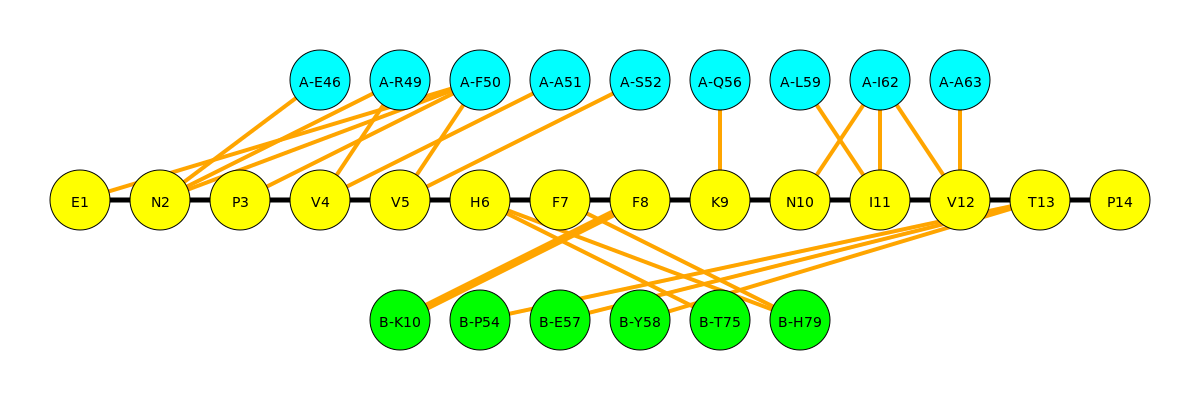 A-E46 A-R49 A-F50 A-A51 A-S52 A-Q56 A-L59 A-I62 A-A63
E1 N2 P3 V4 V5 H6 F7 F8 K9 N10 I11 V12 T13 P14
B-K10 B-P54 B-E57 B-Y58 B-T75 B-H79